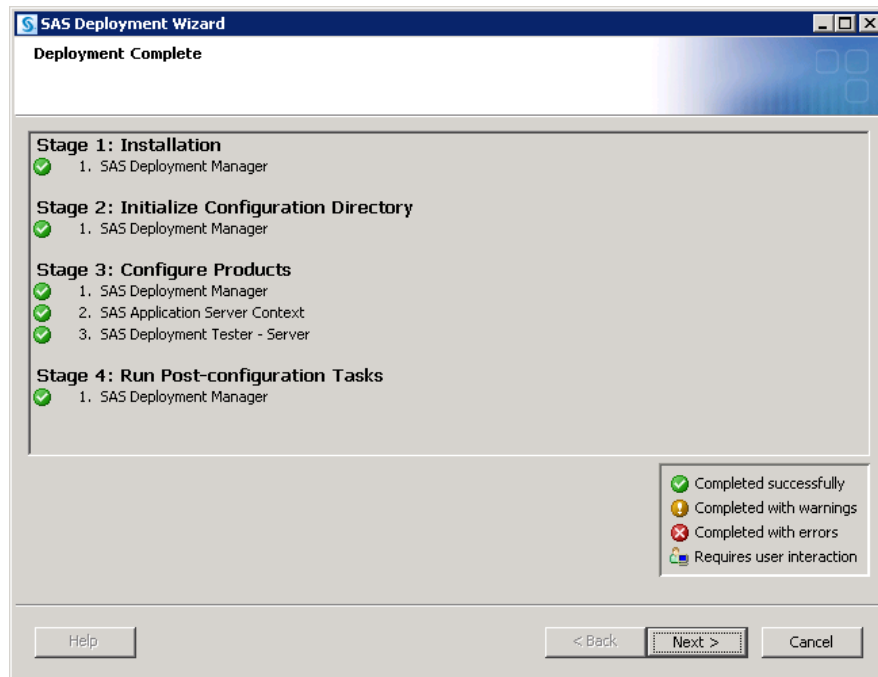 SAS Deployment Wizard
Deployment Complete
Stage 1: Installation
1. SAS Deployment Manager
Stage 2: Initialize Configuration Directory
1. SAS Deployment Manager
Stage 3: Configure Products
1. SAS Deployment Manager
2. SAS Application Server Context
3. SAS Deployment Tester - Server
Stage 4: Run Post-configuration Tasks
1. SAS Deployment Manager
Completed successfully
Completed with warnings
Completed with errors
Requires user interaction
Help < Back Next > Cancel